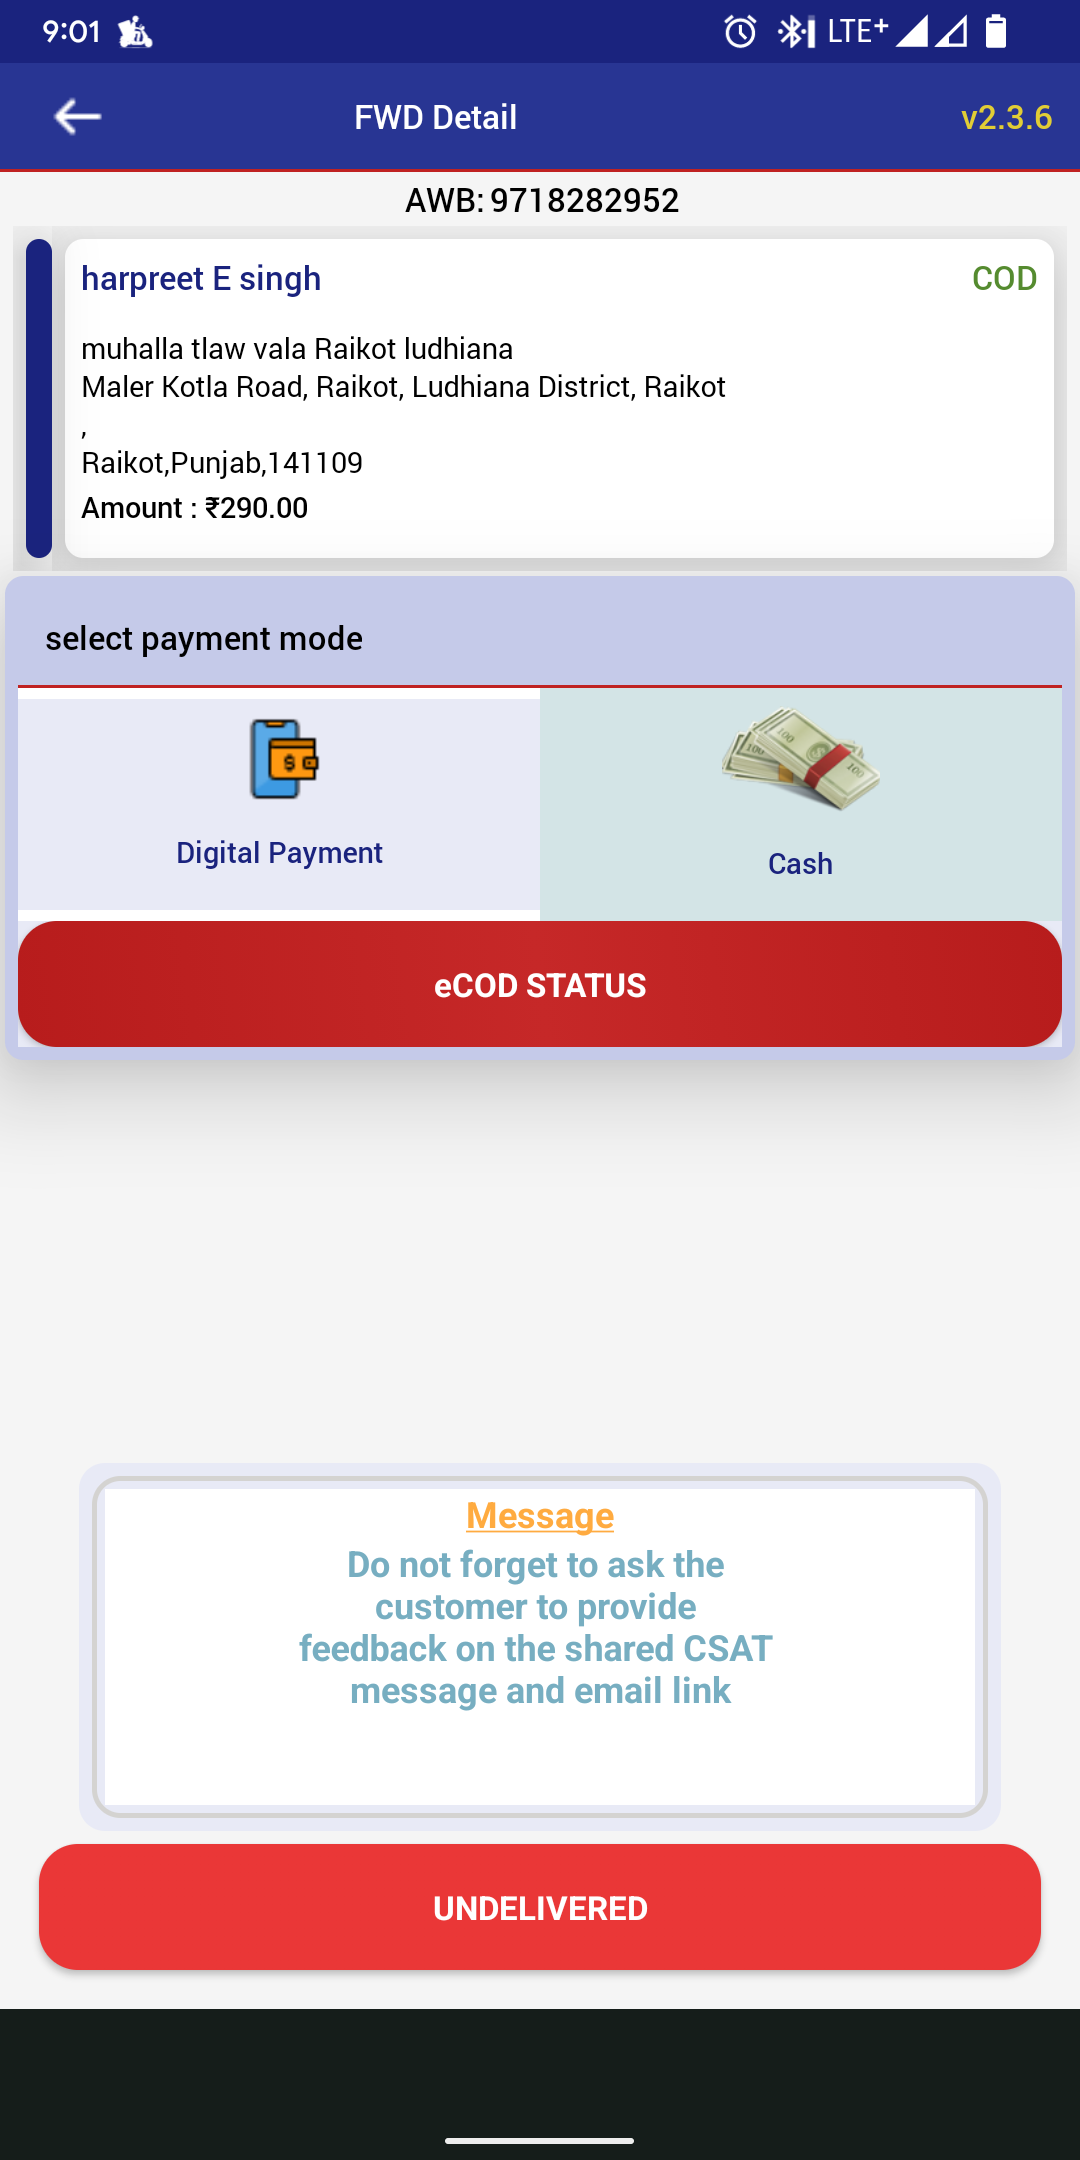 9:01
LTE+
FWD Detail
v2.3.6
AWB: 9718282952
harpreet E singh
COD
muhalla tlaw vala Raikot ludhiana
Maler Kotla Road, Raikot, Ludhiana District, Raikot
,
Raikot,Punjab,141109
Amount : ₹290.00
select payment mode
Digital Payment
Cash
eCOD STATUS
Message
Do not forget to ask the
customer to provide
feedback on the shared CSAT
message and email link
UNDELIVERED